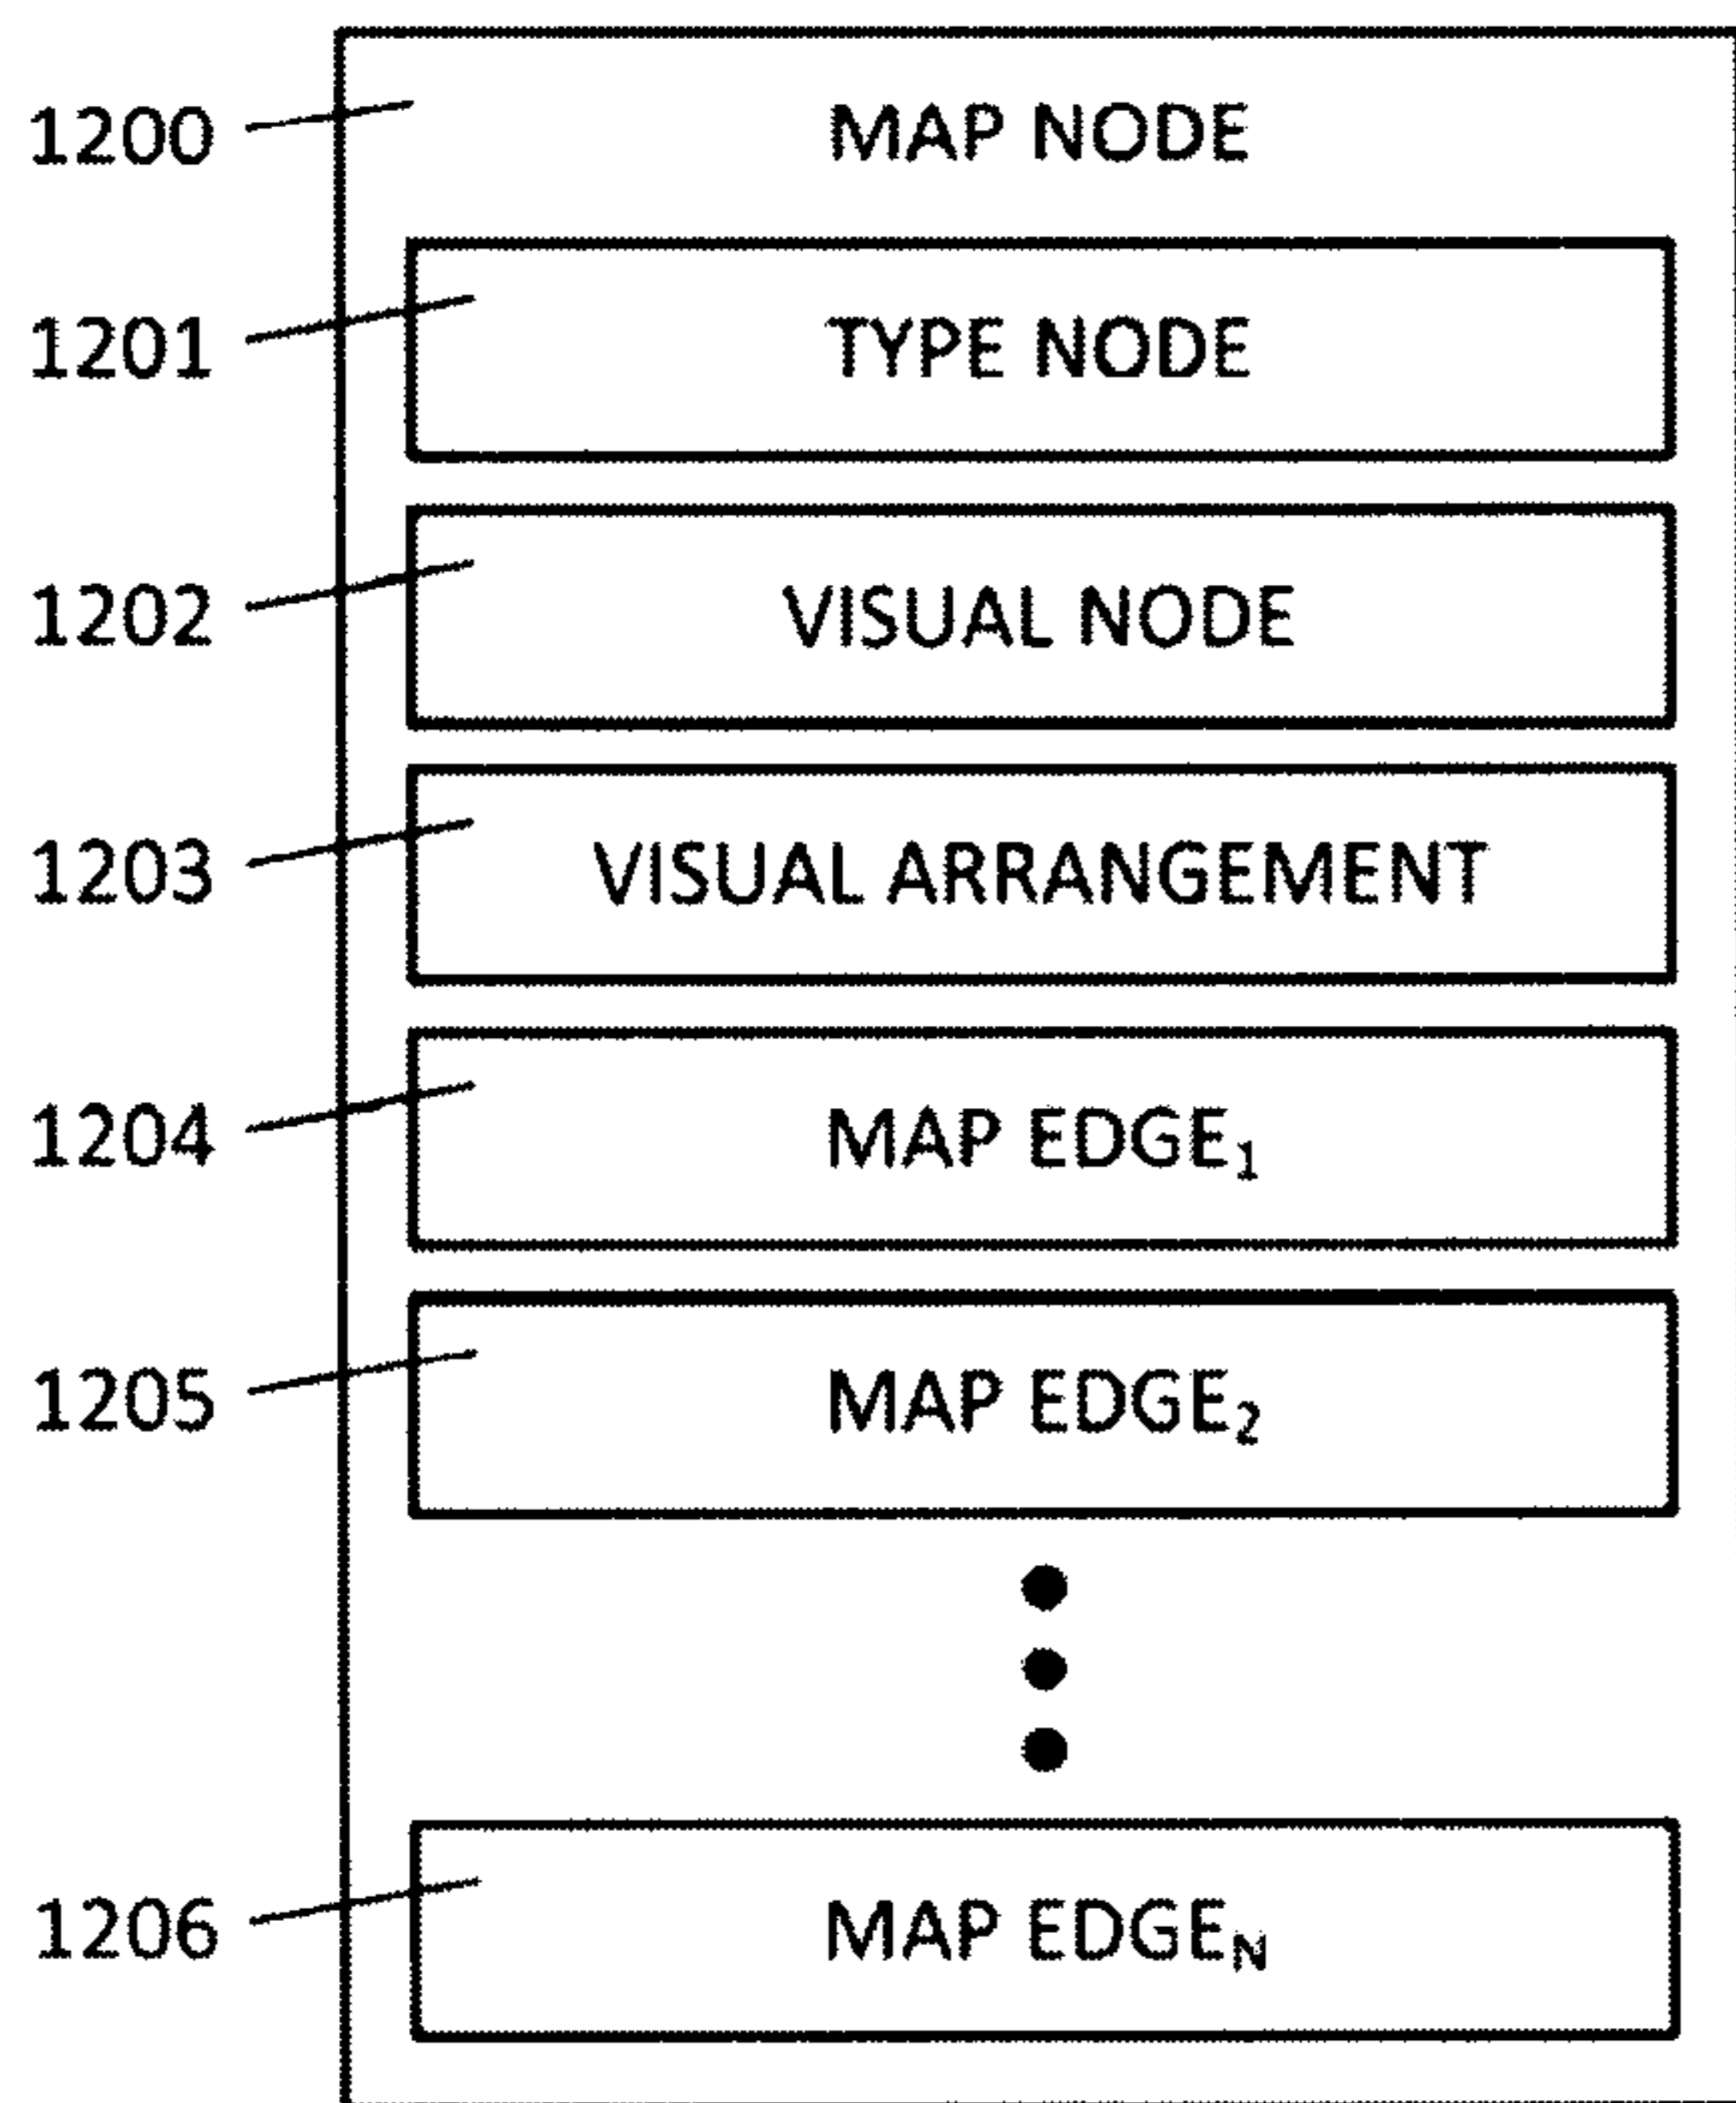 1200 MAP NODE
1201 TYPE NODE
1202 VISUAL NODE
1203 VISUAL ARRANGEMENT
1204 MAP EDGE₁
1205 MAP EDGE₂
1206 MAP EDGE_N